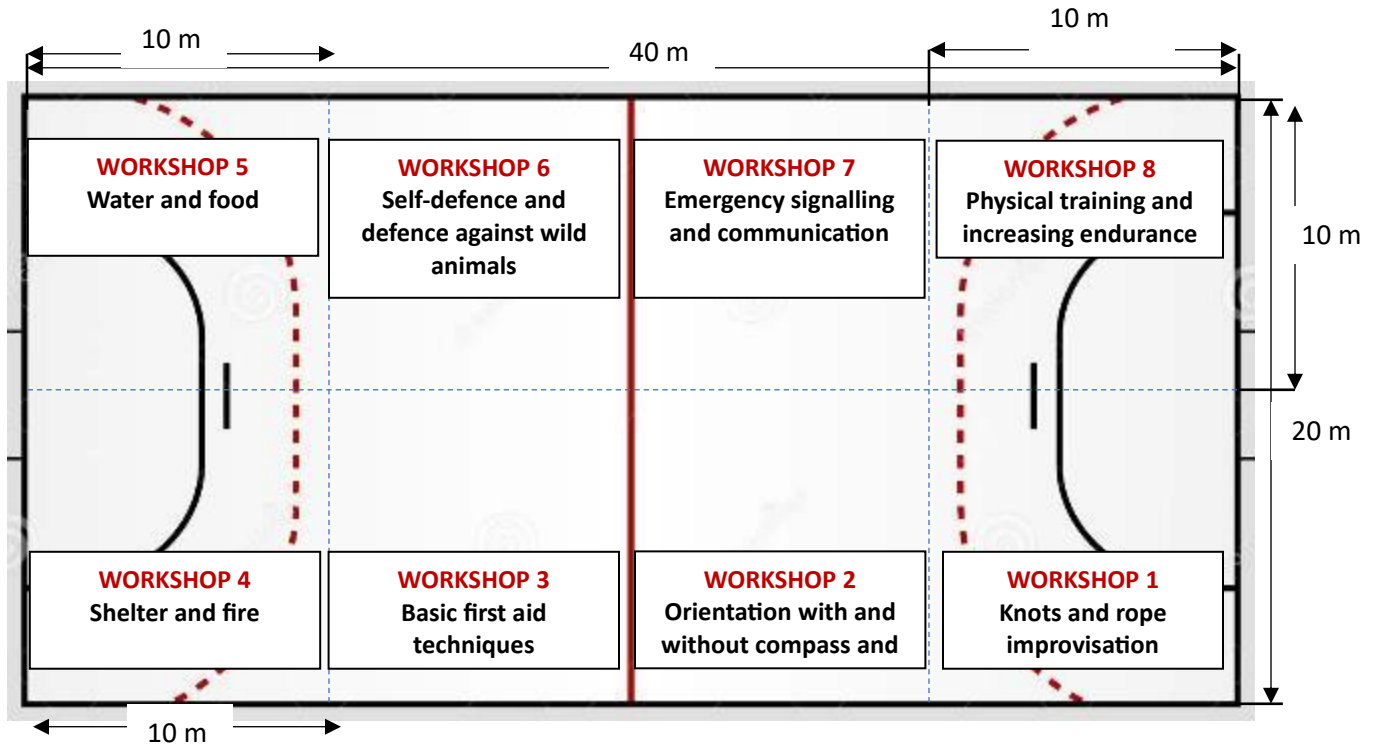 10 m
40 m
10 m
WORKSHOP 5
Water and food
WORKSHOP 6
Self-defence and
defence against wild
animals
WORKSHOP 7
Emergency signalling
and communication
WORKSHOP 8
Physical training and
increasing endurance
10 m
20 m
WORKSHOP 4
Shelter and fire
WORKSHOP 3
Basic first aid
techniques
WORKSHOP 2
Orientation with and
without compass and
WORKSHOP 1
Knots and rope
improvisation
10 m